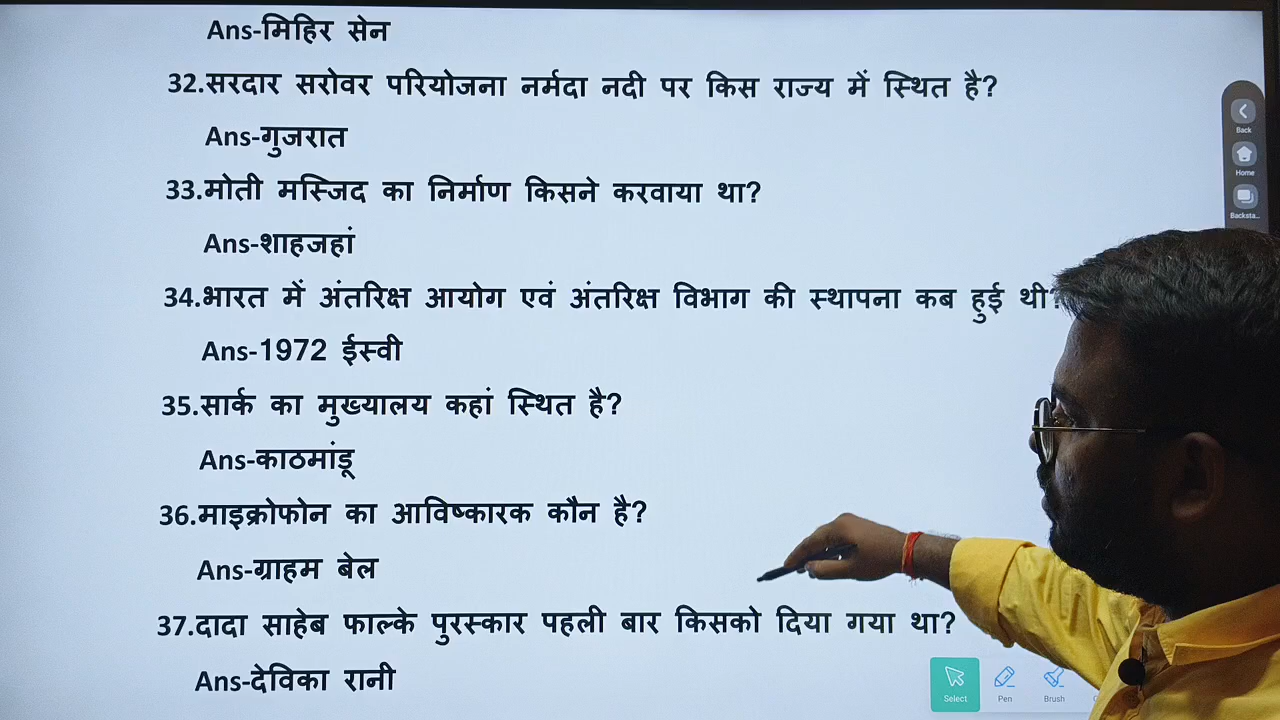 Ans-मिहिर सेन
32.सरदार सरोवर परियोजना नर्मदा नदी पर किस राज्य में स्थित है?
Ans-गुजरात
33.मोती मस्जिद का निर्माण किसने करवाया था?
Ans-शाहजहां
34.भारत में अंतरिक्ष आयोग एवं अंतरिक्ष विभाग की स्थापना कब हुई थी?
Ans-1972 ईस्वी
35.सार्क का मुख्यालय कहां स्थित है?
Ans-काठमांडू
36.माइक्रोफोन का आविष्कारक कौन है?
Ans-ग्राहम बेल
37.दादा साहेब फाल्के पुरस्कार पहली बार किसको दिया गया था?
Ans-देविका रानी
Back
Home
Backsta...
Select Pen Brush